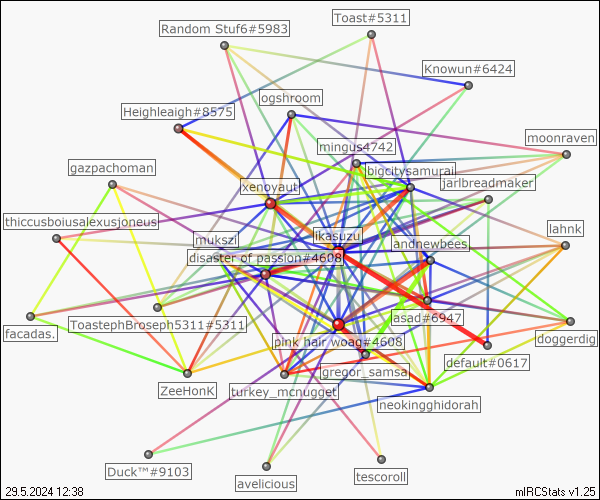 Toast#5311
Random Stuf6#5983
Knowun#6424
ogshroom
Heighleaigh#8575
mingus4742
moonraven
gazpachoman
bigcitysamurai
xenoyaut
jarlbreadmaker
thiccusboiusalexusjoneus
lahnk
mukszil
ikasuzu
andnewbees
disaster of passion#4608
facadas.
ToastephBroseph5311#5311
asad#6947
doggerdig
pink hair woag#4608
default#0617
gregor_samsa
ZeeHonK
turkey_mcnugget
neokingghidorah
Duck™#9103
avelicious
tescoroll
29.5.2024 12:38
mIRCStats v1.25